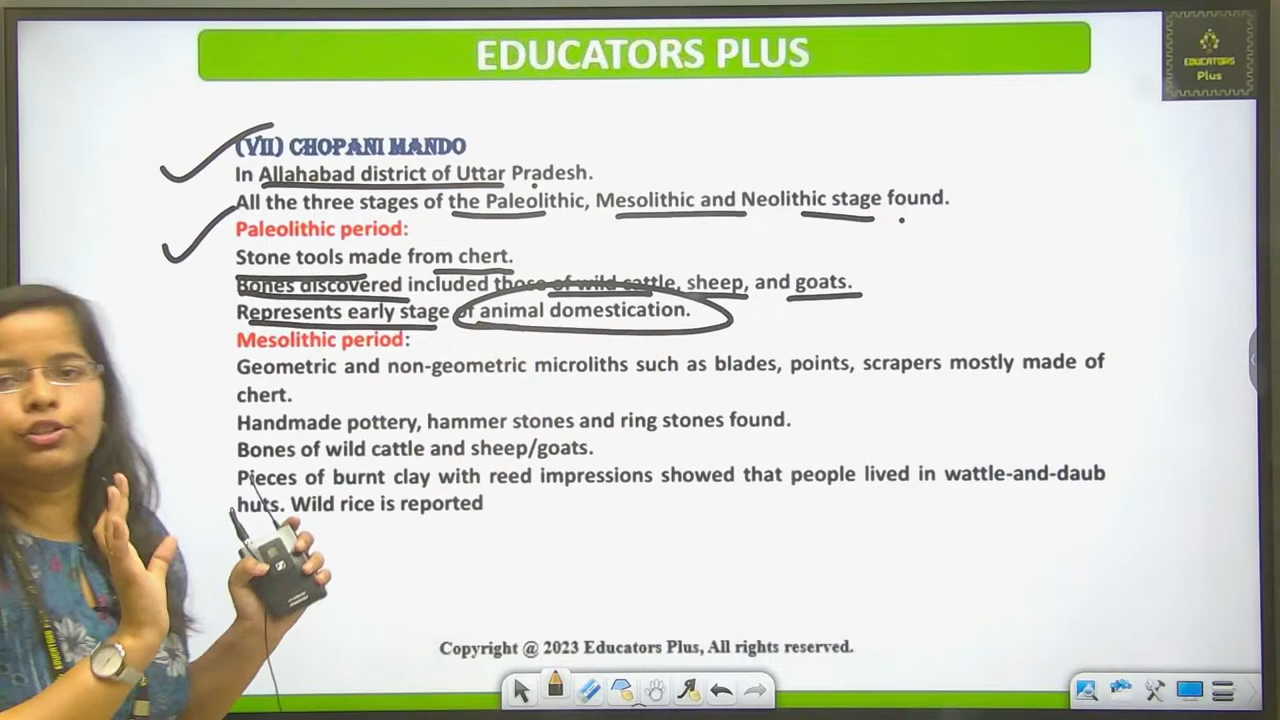 EDUCATORS PLUS
EDUCATORS
Plus
(VII) CHOPANI MANDO
In Allahabad district of Uttar Pradesh.
All the three stages of the Paleolithic, Mesolithic and Neolithic stage found.
Paleolithic period:
Stone tools made from chert.
Bones discovered included those of wild cattle, sheep, and goats.
Represents early stage of animal domestication.
Mesolithic period:
Geometric and non-geometric microliths such as blades, points, scrapers mostly made of
chert.
Handmade pottery, hammer stones and ring stones found.
Bones of wild cattle and sheep/goats.
Pieces of burnt clay with reed impressions showed that people lived in wattle-and-daub
huts. Wild rice is reported
Copyright @ 2023 Educators Plus, All rights reserved.